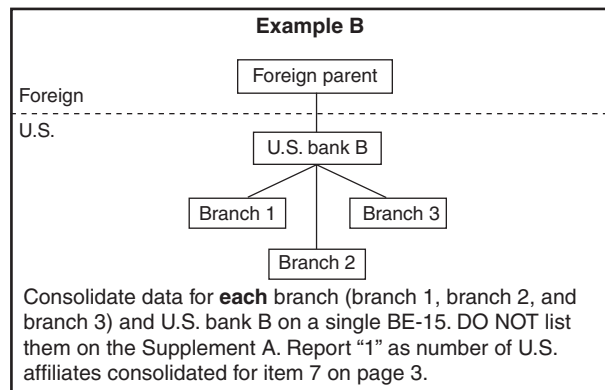 Example B
Foreign parent
Foreign
U.S.
U.S. bank B
Branch 1
Branch 3
Branch 2
Consolidate data for each branch (branch 1, branch 2, and
branch 3) and U.S. bank B on a single BE-15. DO NOT list
them on the Supplement A. Report “1” as number of U.S.
affiliates consolidated for item 7 on page 3.